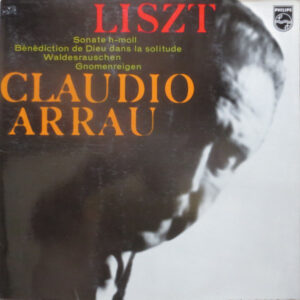 LISZT
PHILIPS
Sonate h-moll
Bénédiction de Dieu dans la solitude
Waldesrauschen
Gnomenreigen
CLAUDIO
ARRAU